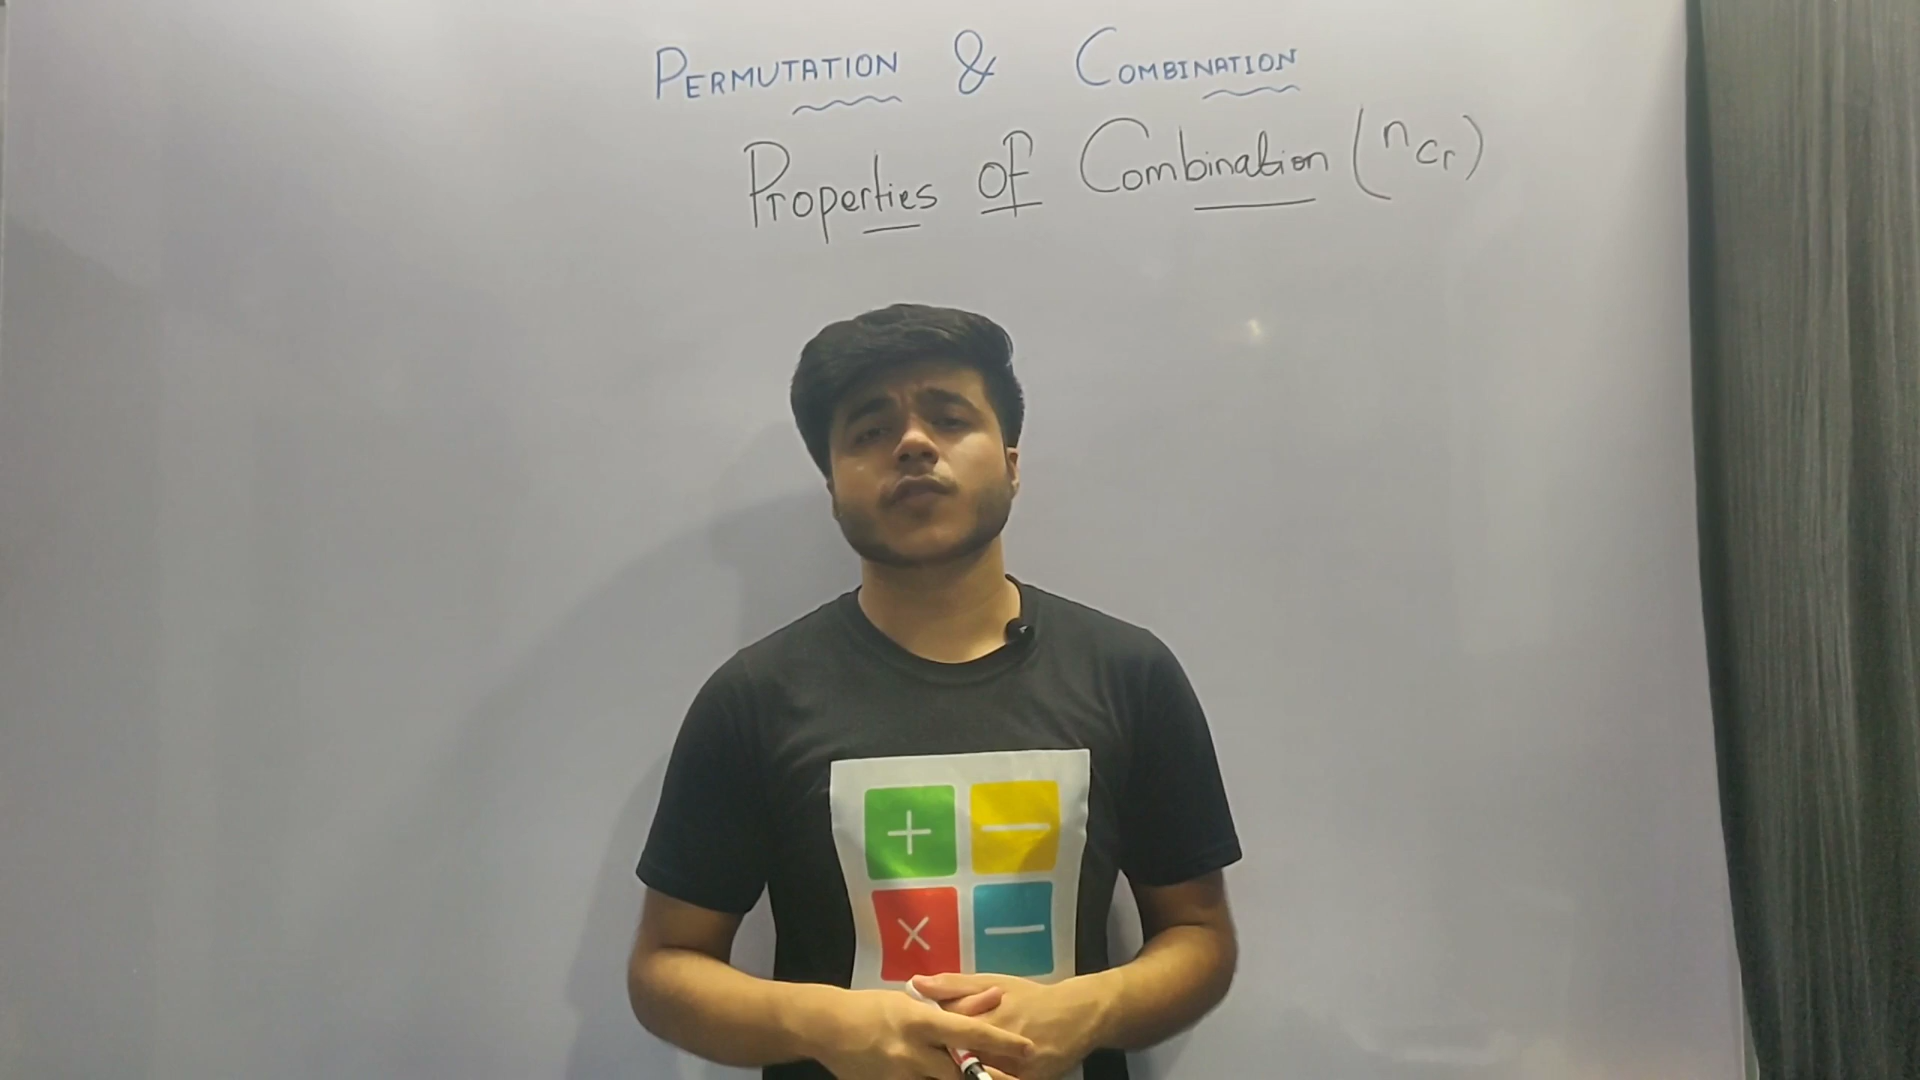 PERMUTATION & COMBINATION
Properties of Combination (ⁿCr)
+ —
× —